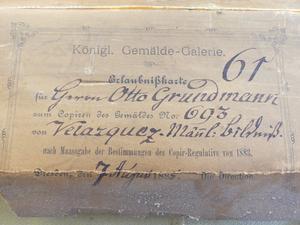 Königl. Gemälde-Galerie.
61
Erlaubnißkarte
für Herrn Otto Grundmann
zum Copiren des Gemäldes No: 693
von Velazquez. Männl. Bildniß.
nach Maassgabe der Bestimmungen des Copir-Regulativs von 1883.
Dresden, den 7 August 1885. Die Direction.